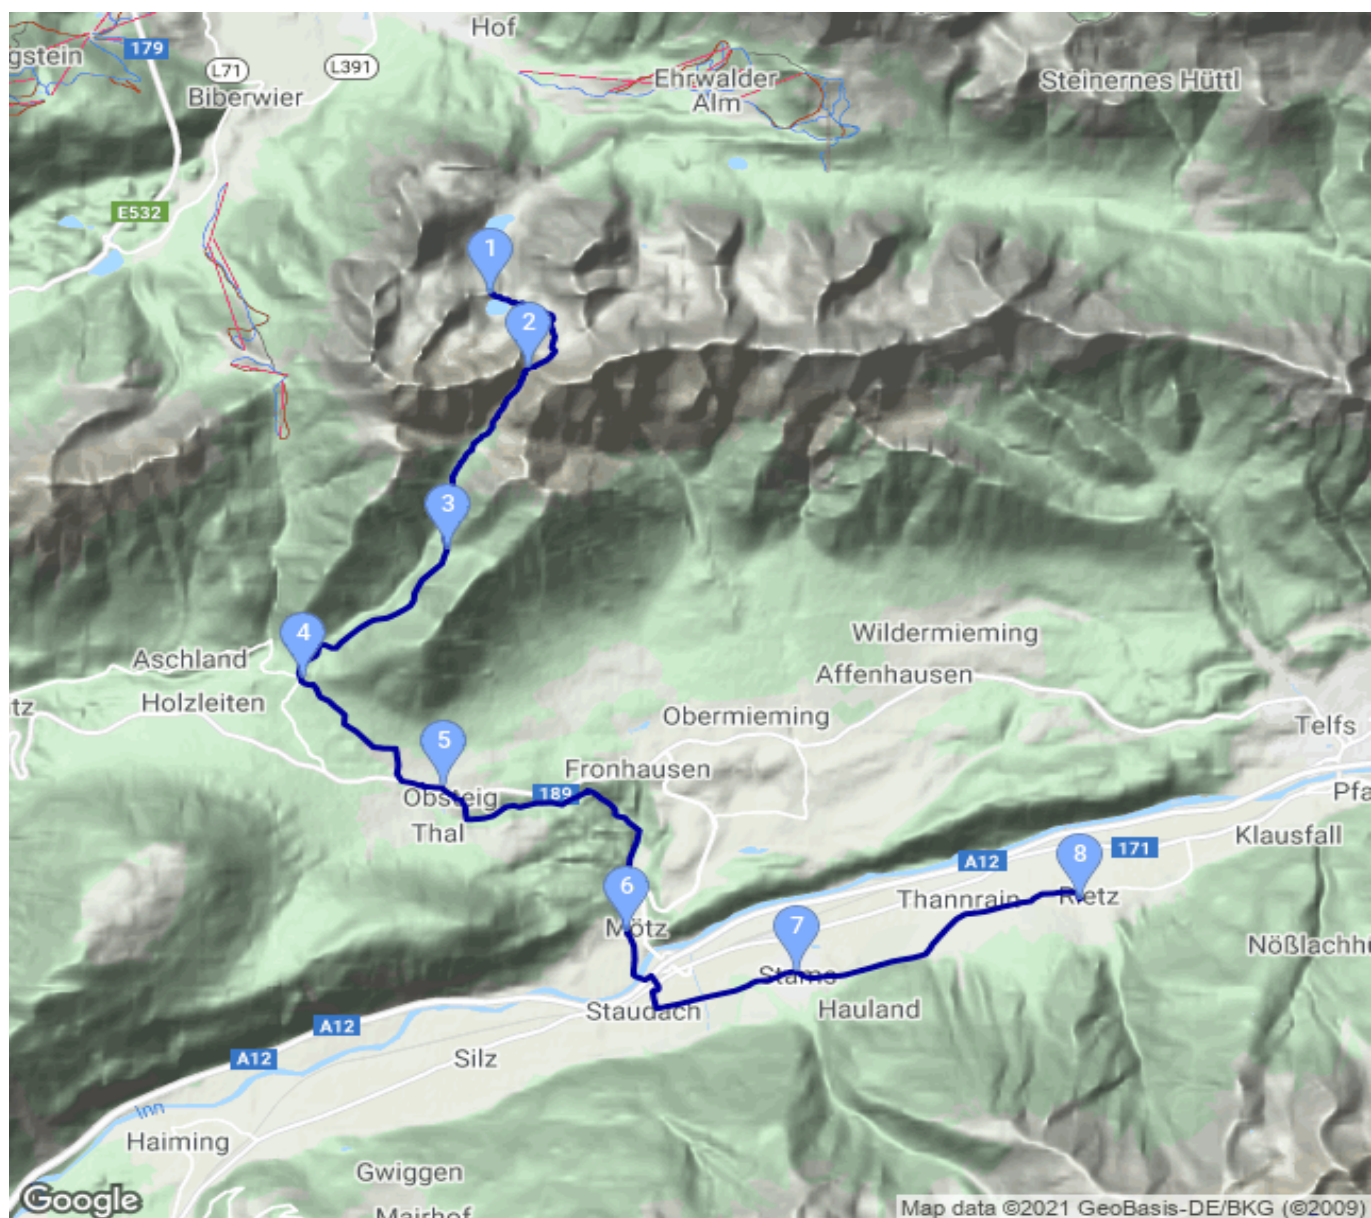 Hof
179
gstein
L71
L391
Biberwier
Ehrwalder
Alm
Steinernes Hüttl
E532
1
2
3
4
Aschland
Holzleiten
tz
Wildermieming
Affenhausen
Obermieming
Telfs
5
Fronhausen
Obsteig
189
Thal
Pfa
Klausfall
171
A12
8
Thannrain
Rietz
6
Mötz
7
Stams
Nößlachhü
Staudach
Hauland
A12
A12
Silz
Inn
Haiming
Gwiggen
Mairhof
Google
Map data ©2021 GeoBasis-DE/BKG (©2009)